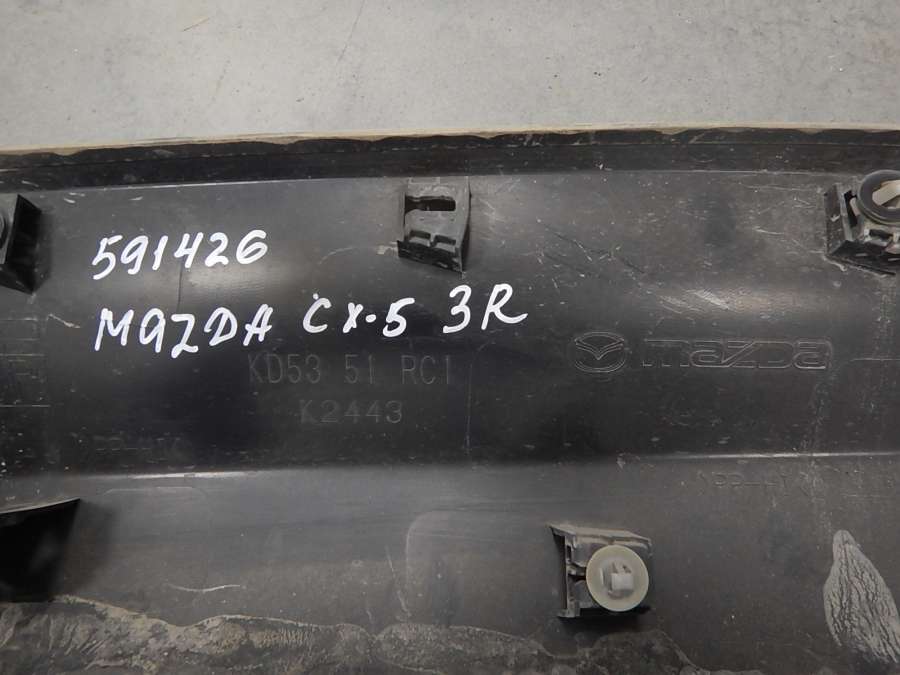 591426
MAZDA CX-5 3R
KD53 51 RC1
mazda
K2443